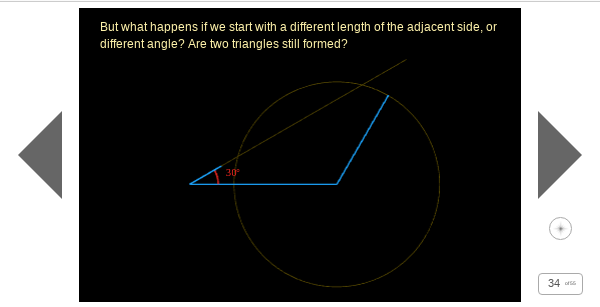 But what happens if we start with a different length of the adjacent side, or
different angle? Are two triangles still formed?
30°
34 of 55